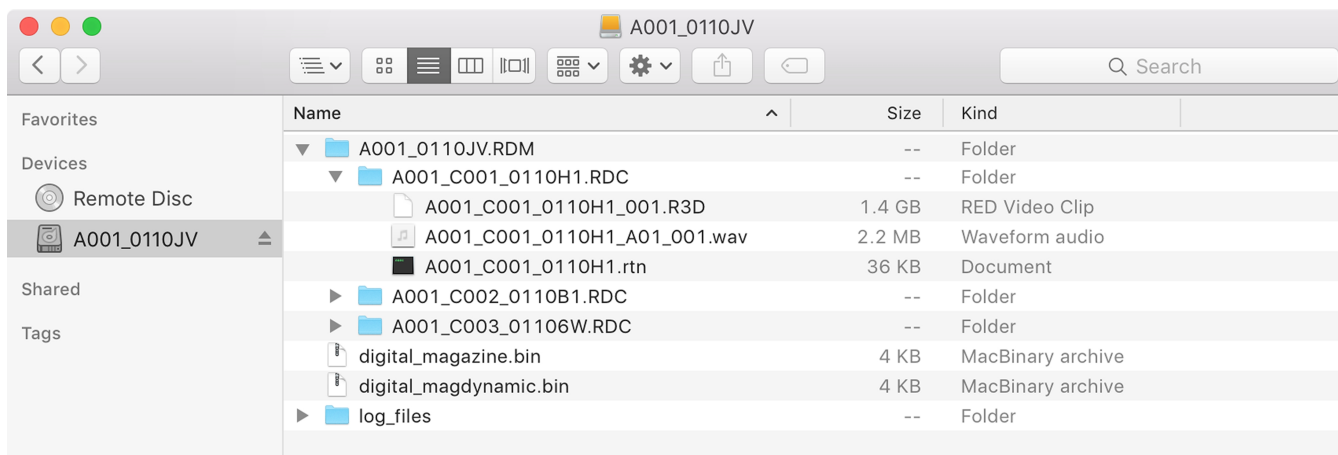 A001_0110JV
Search
Favorites
Devices
Remote Disc
A001_0110JV
Shared
Tags
Name Size Kind
A001_0110JV.RDM -- Folder
A001_C001_0110H1.RDC -- Folder
A001_C001_0110H1_001.R3D 1.4 GB RED Video Clip
A001_C001_0110H1_A01_001.wav 2.2 MB Waveform audio
A001_C001_0110H1.rtn 36 KB Document
A001_C002_0110B1.RDC -- Folder
A001_C003_01106W.RDC -- Folder
digital_magazine.bin 4 KB MacBinary archive
digital_magdynamic.bin 4 KB MacBinary archive
log_files -- Folder